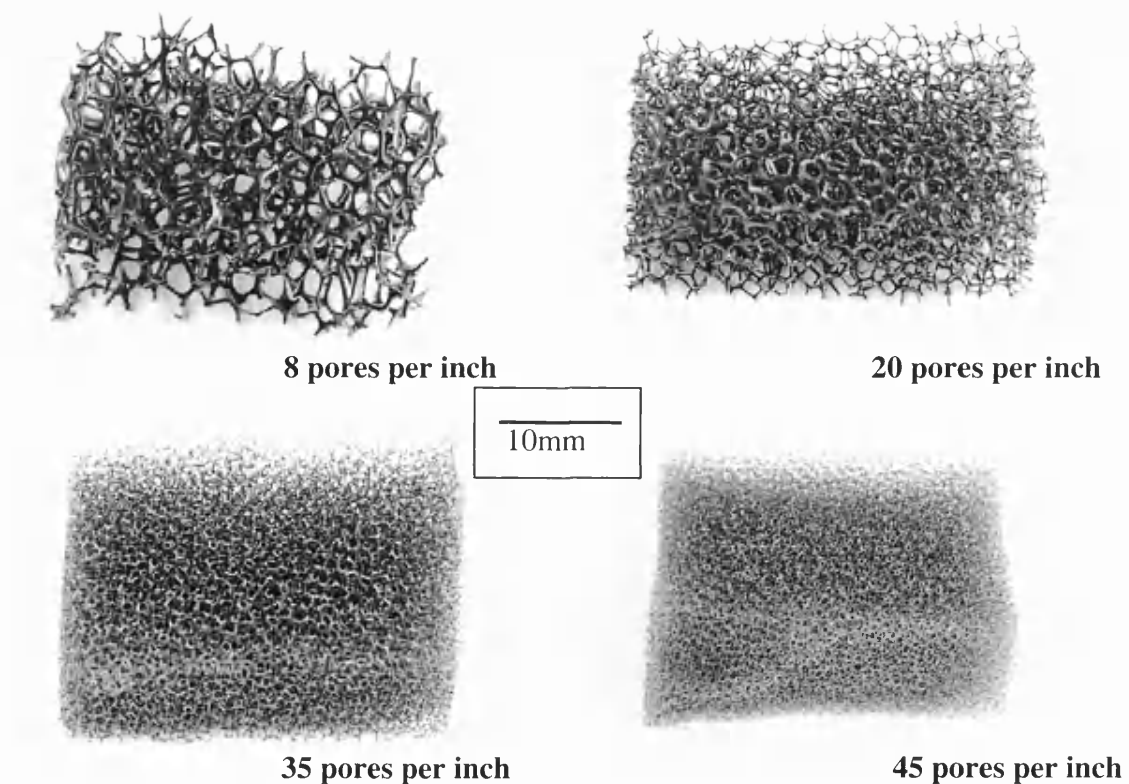 8 pores per inch
20 pores per inch
10mm
35 pores per inch
45 pores per inch